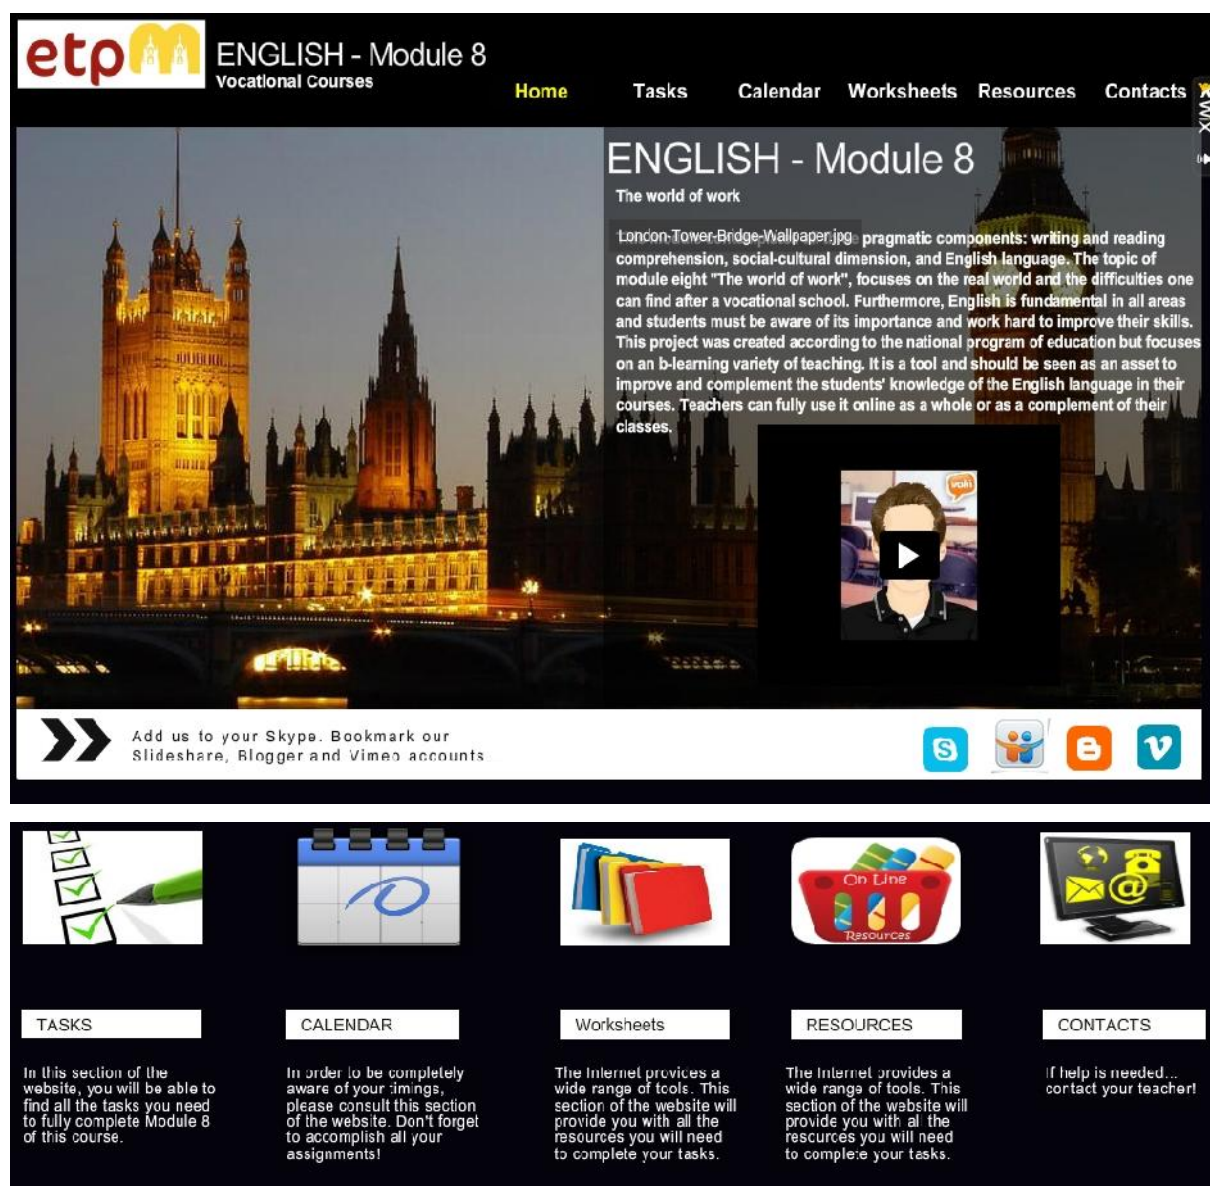 etpm
ENGLISH - Module 8
Vocational Courses
Home Tasks Calendar Worksheets Resources Contacts
WiX
ENGLISH - Module 8
The world of work
London-Tower-Bridge-Wallpaper.jpg pragmatic components: writing and reading
comprehension, social-cultural dimension, and English language. The topic of
module eight "The world of work", focuses on the real world and the difficulties one
can find after a vocational school. Furthermore, English is fundamental in all areas
and students must be aware of its importance and work hard to improve their skills.
This project was created according to the national program of education but focuses
on an b-learning variety of teaching. It is a tool and should be seen as an asset to
improve and complement the students' knowledge of the English language in their
courses. Teachers can fully use it online as a whole or as a complement of their
classes.
voki
Add us to your Skype. Bookmark our
Slideshare, Blogger and Vimeo accounts
On Line
Resources
TASKS
In this section of the
website, you will be able to
find all the tasks you need
to fully complete Module 8
of this course.
CALENDAR
In order to be completely
aware of your timings,
please consult this section
of the website. Don't forget
to accomplish all your
assignments!
Worksheets
The Internet provides a
wide range of tools. This
section of the website will
provide you with all the
resources you will need
to complete your tasks.
RESOURCES
The Internet provides a
wide range of tools. This
section of the website will
provide you with all the
resources you will need
to complete your tasks.
CONTACTS
If help is needed...
contact your teacher!